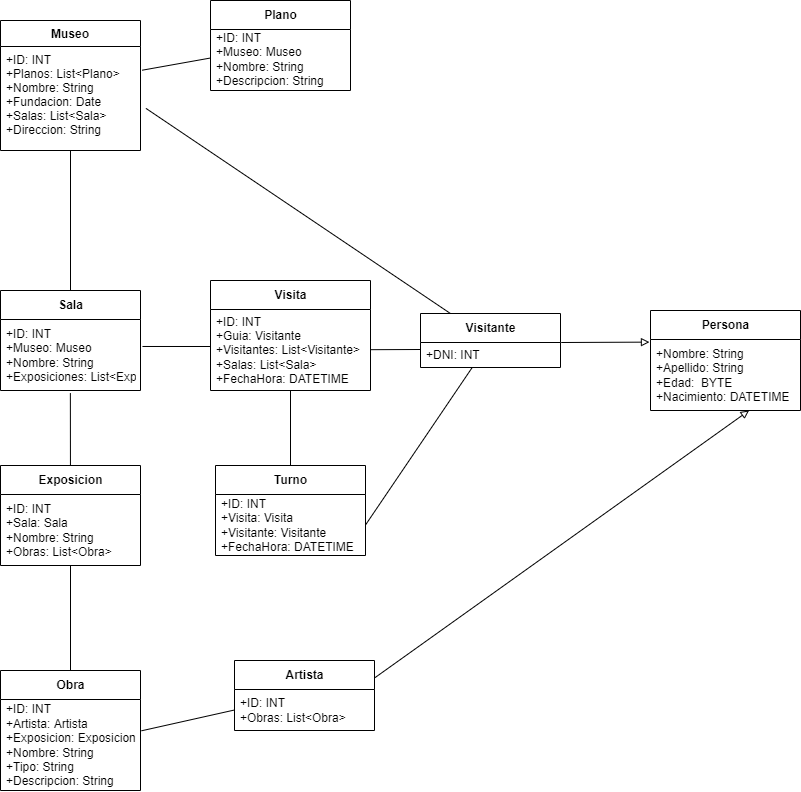 Museo
+ID: INT
+Planos: List<Plano>
+Nombre: String
+Fundacion: Date
+Salas: List<Sala>
+Direccion: String
Plano
+ID: INT
+Museo: Museo
+Nombre: String
+Descripcion: String
Sala
+ID: INT
+Museo: Museo
+Nombre: String
+Exposiciones: List<Exp
Visita
+ID: INT
+Guia: Visitante
+Visitantes: List<Visitante>
+Salas: List<Sala>
+FechaHora: DATETIME
Visitante
+DNI: INT
Persona
+Nombre: String
+Apellido: String
+Edad: BYTE
+Nacimiento: DATETIME
Exposicion
+ID: INT
+Sala: Sala
+Nombre: String
+Obras: List<Obra>
Turno
+ID: INT
+Visita: Visita
+Visitante: Visitante
+FechaHora: DATETIME
Obra
+ID: INT
+Artista: Artista
+Exposicion: Exposicion
+Nombre: String
+Tipo: String
+Descripcion: String
Artista
+ID: INT
+Obras: List<Obra>